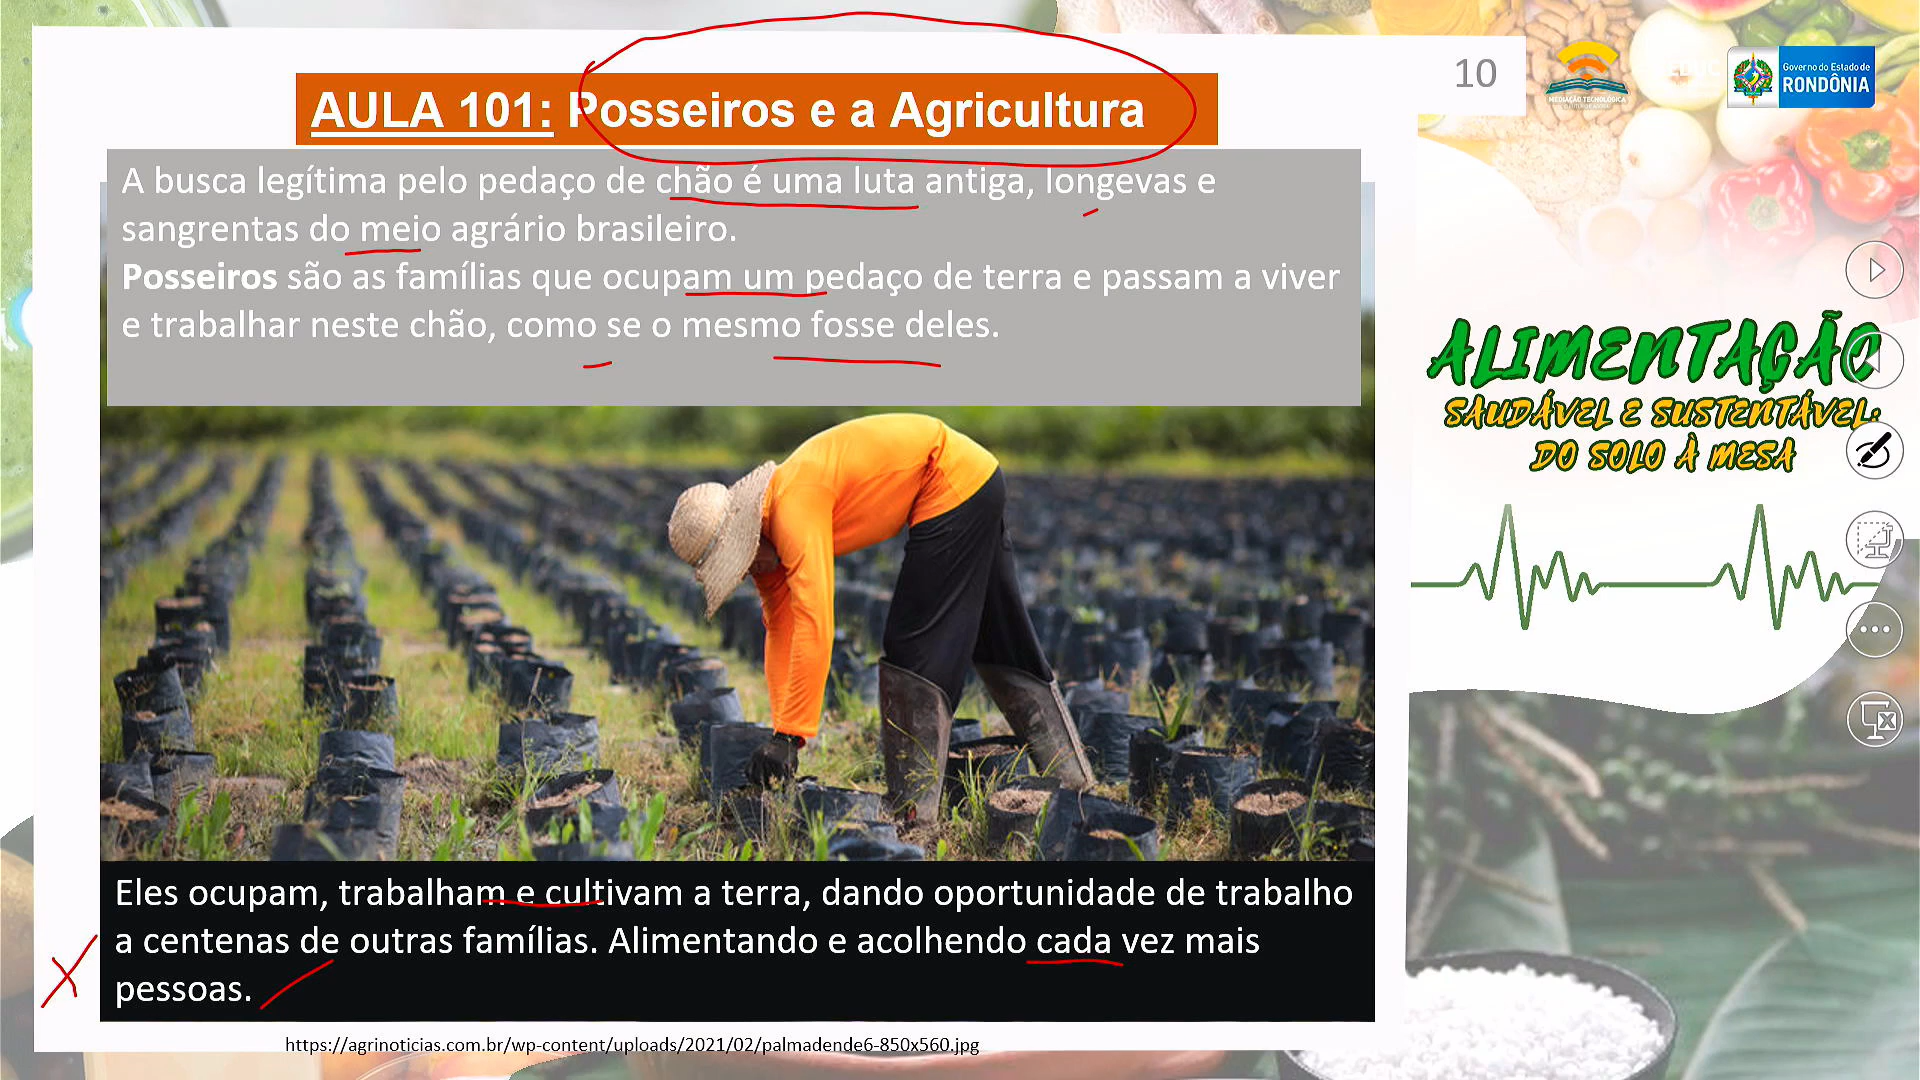 10
MEDIAÇÃO TECNOLÓGICA
Governo do Estado de
RONDÔNIA
AULA 101: Posseiros e a Agricultura
A busca legítima pelo pedaço de chão é uma luta antiga, longevas e
sangrentas do meio agrário brasileiro.
Posseiros são as famílias que ocupam um pedaço de terra e passam a viver
e trabalhar neste chão, como se o mesmo fosse deles.
ALIMENTAÇÃO
SAUDÁVEL E SUSTENTÁVEL:
DO SOLO À MESA
Eles ocupam, trabalham e cultivam a terra, dando oportunidade de trabalho
a centenas de outras famílias. Alimentando e acolhendo cada vez mais
pessoas.
https://agrinoticias.com.br/wp-content/uploads/2021/02/palmadende6-850x560.jpg